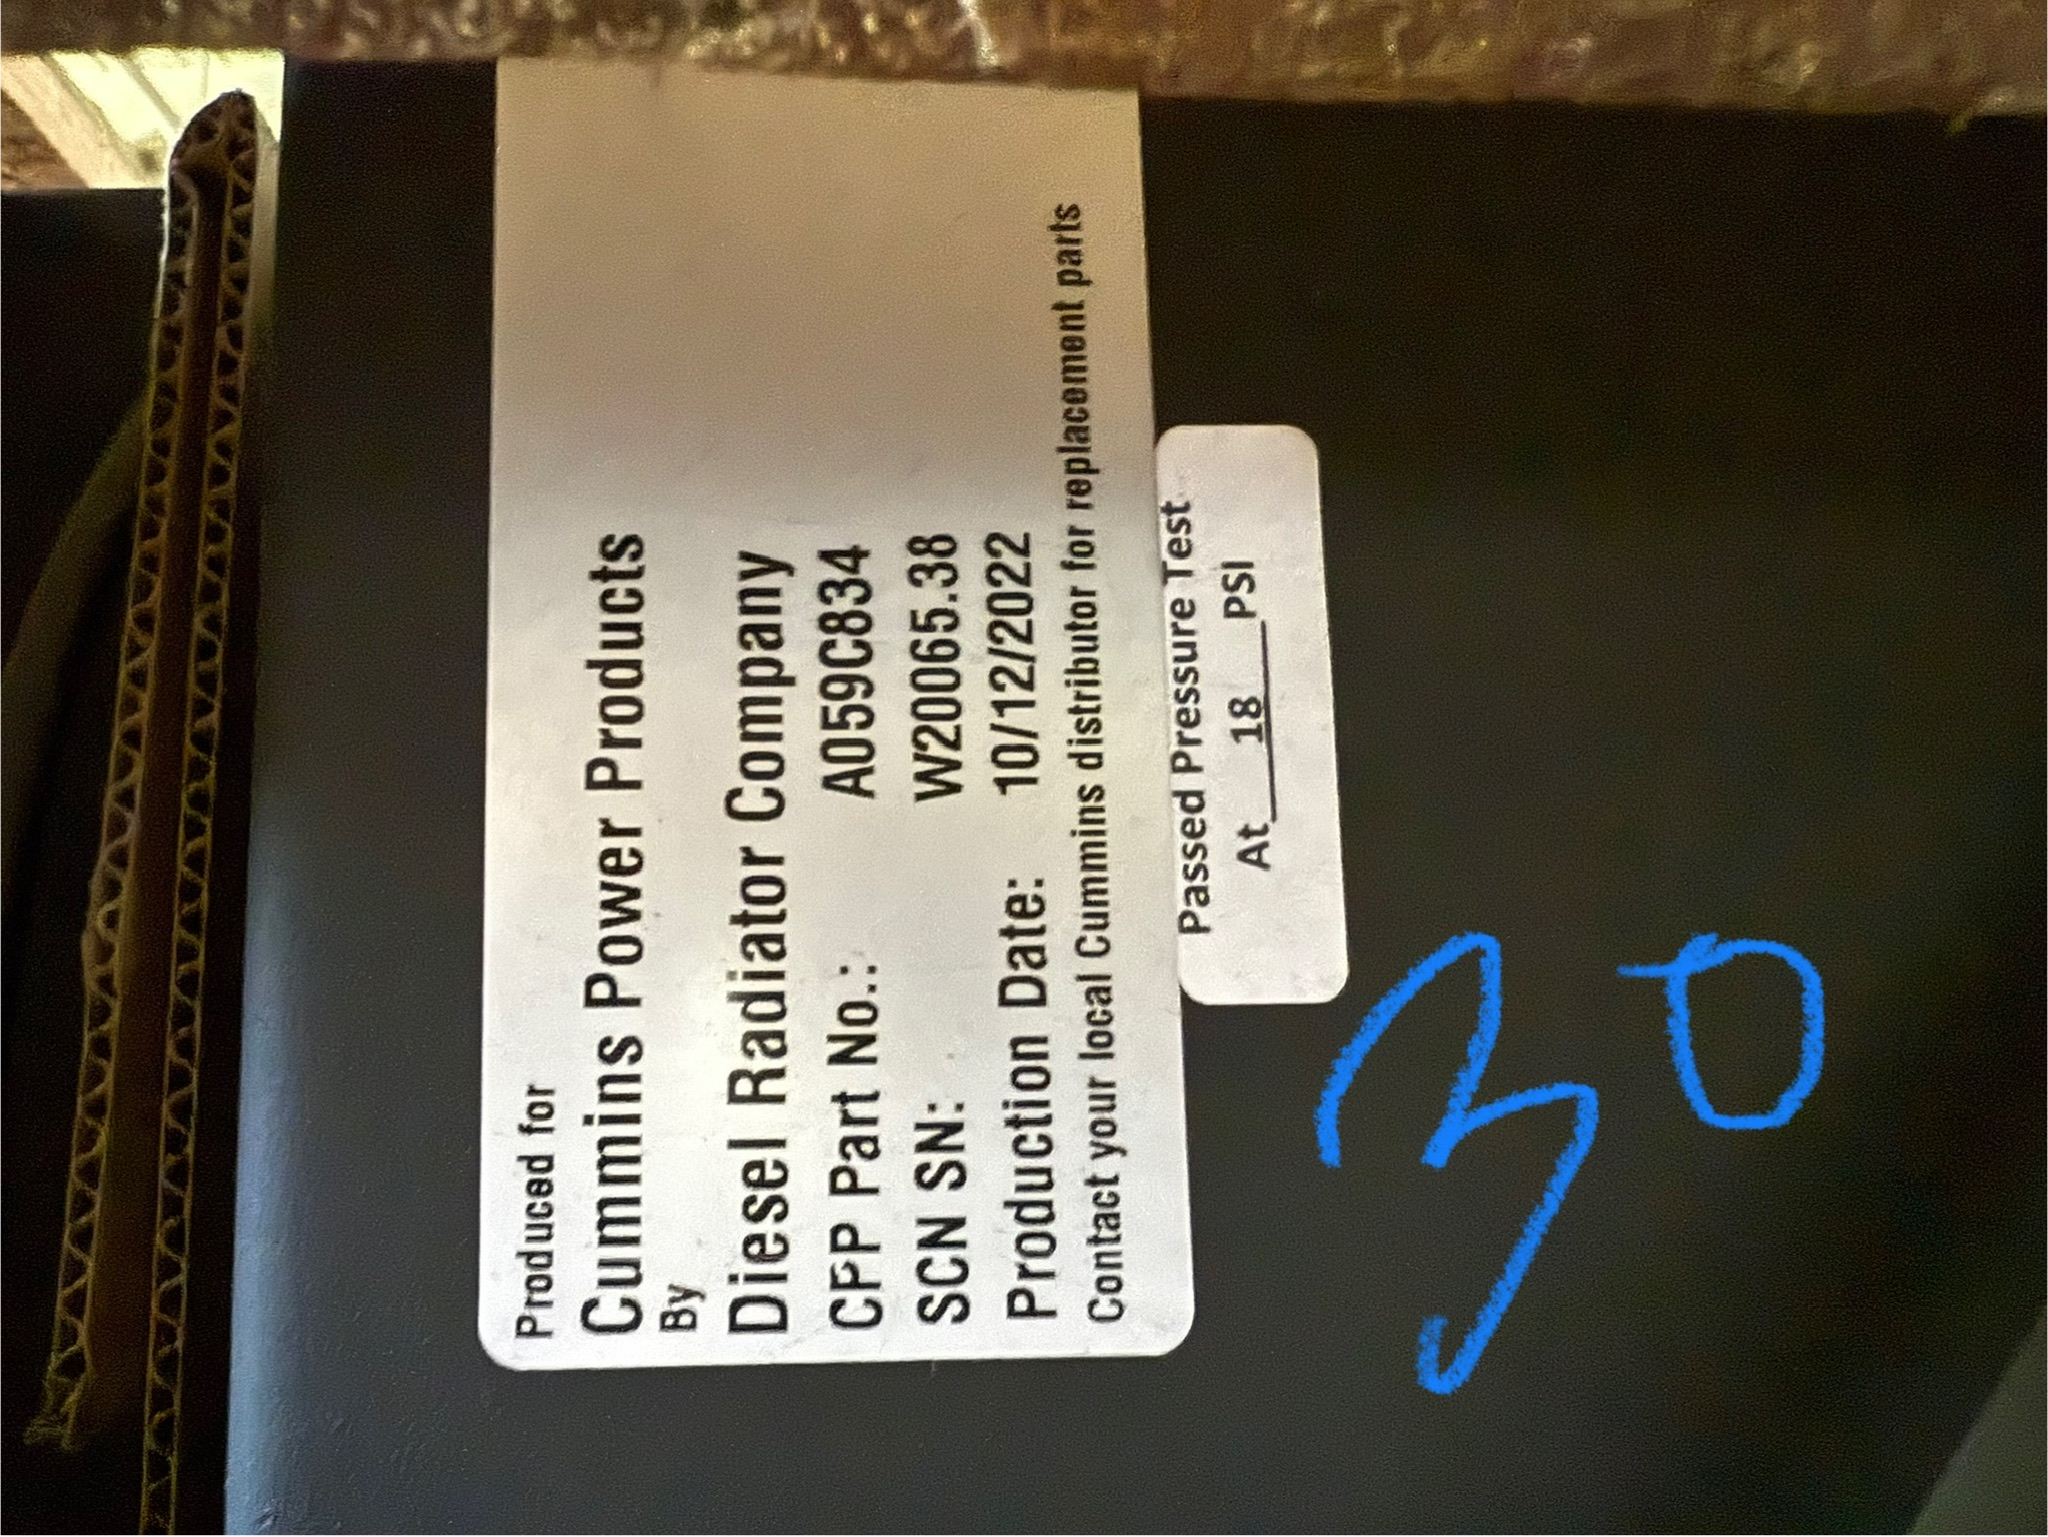 Produced for
Cummins Power Products
By
Diesel Radiator Company
CPP Part No.: A059C834
SCN SN: W20065.38
Production Date: 10/12/2022
Contact your local Cummins distributor for replacement parts
Passed Pressure Test
At 18 PSI
30